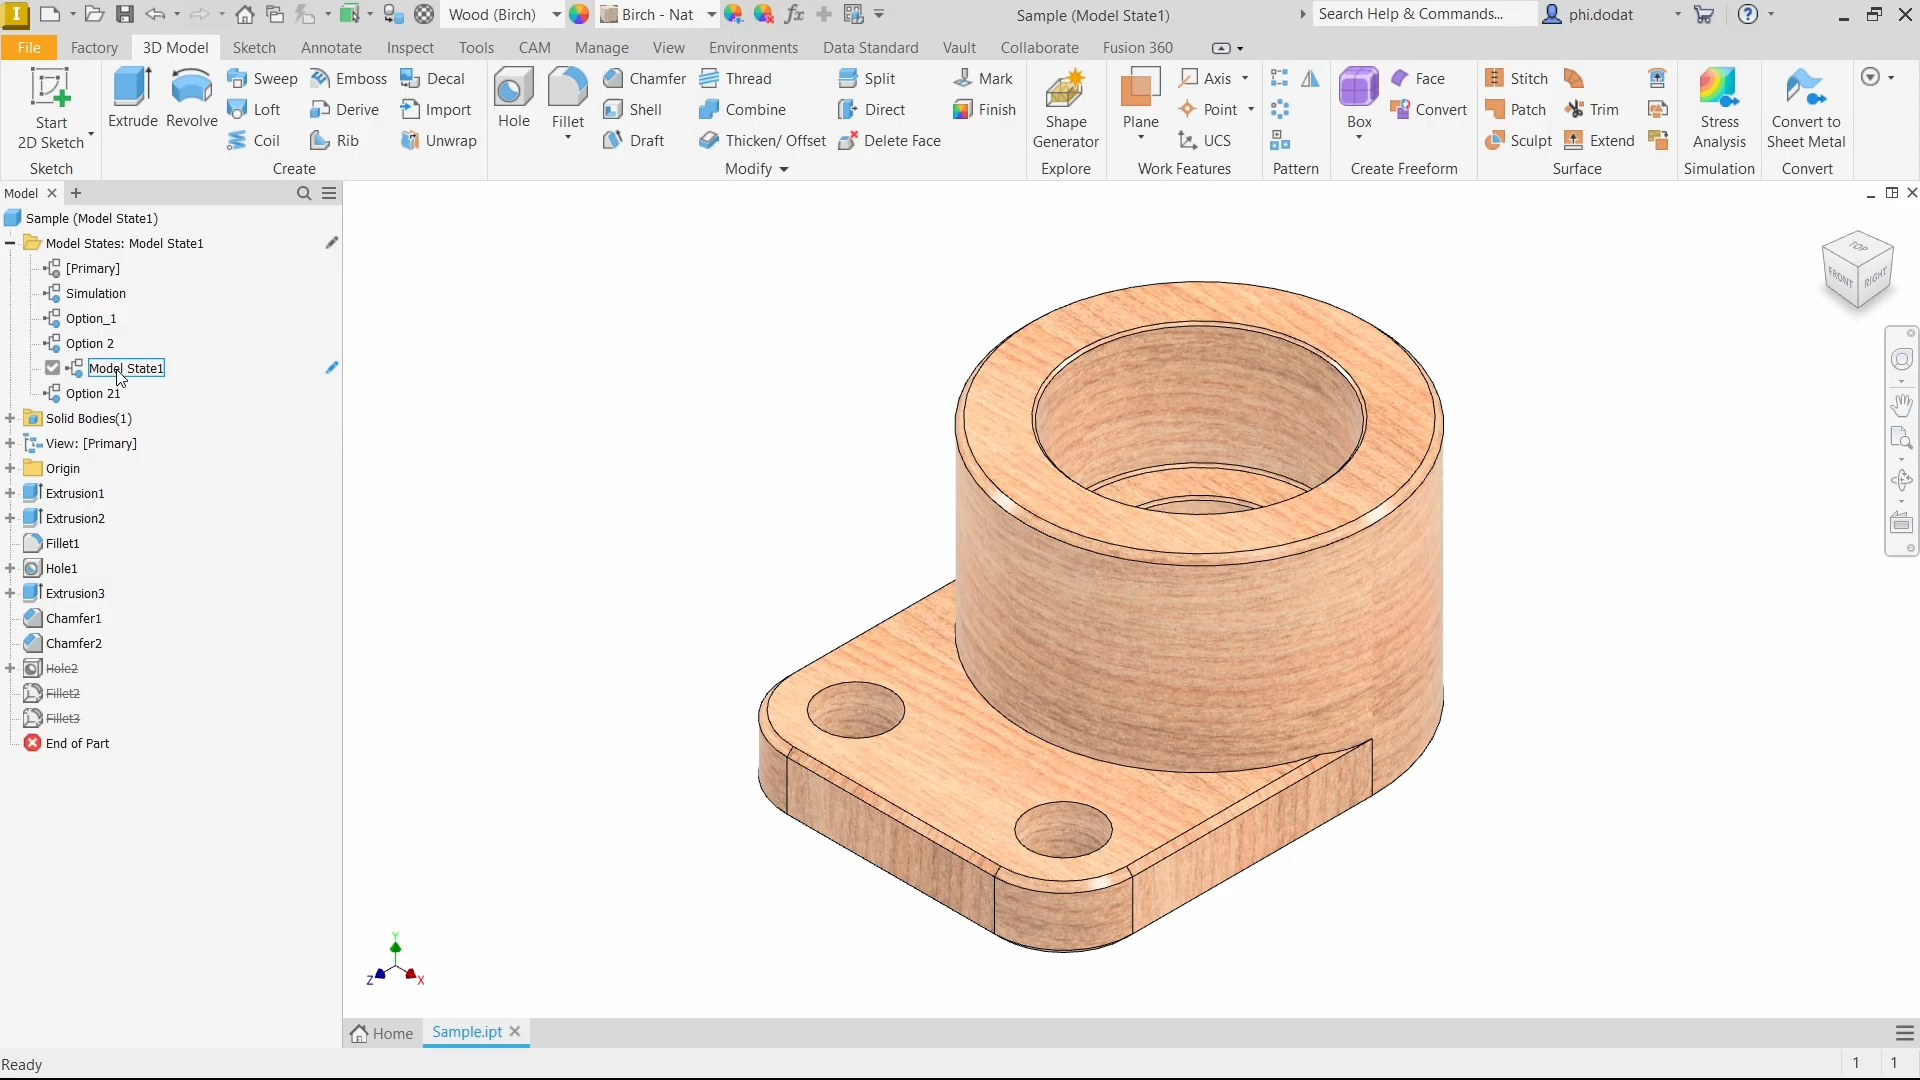 I Wood (Birch) Birch - Nat fx Sample (Model State1) Search Help & Commands... phi.dodat ?
File Factory 3D Model Sketch Annotate Inspect Tools CAM Manage View Environments Data Standard Vault Collaborate Fusion 360
Start
2D Sketch
Extrude Revolve
Sweep Emboss Decal
Loft Derive Import
Coil Rib Unwrap
Hole Fillet
Chamfer Thread Split Mark
Shell Combine Direct Finish
Draft Thicken/ Offset Delete Face
Shape
Generator
Plane
Axis
Point
UCS
Box
Face
Convert
Stitch
Patch Trim
Sculpt Extend
Stress
Analysis
Convert to
Sheet Metal
Sketch Create Modify Explore Work Features Pattern Create Freeform Surface Simulation Convert
Model
Sample (Model State1)
Model States: Model State1
[Primary]
Simulation
Option_1
Option 2
Model State1
Option 21
Solid Bodies(1)
View: [Primary]
Origin
Extrusion1
Extrusion2
Fillet1
Hole1
Extrusion3
Chamfer1
Chamfer2
Hole2
Fillet2
Fillet3
End of Part
TOP
FRONT RIGHT
Y
Z X
Home Sample.ipt
Ready 1 1